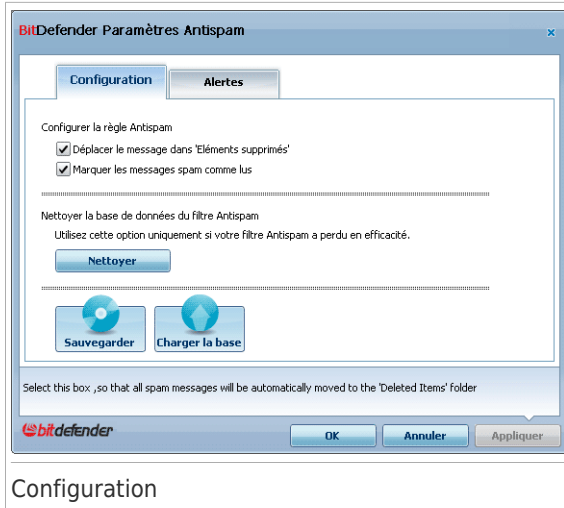 BitDefender Paramètres Antispam
x
Configuration
Alertes
Configurer la règle Antispam
Déplacer le message dans 'Eléments supprimés'
Marquer les messages spam comme lus
Nettoyer la base de données du filtre Antispam
Utilisez cette option uniquement si votre filtre Antispam a perdu en efficacité.
Nettoyer
Sauvegarder
Charger la base
Select this box ,so that all spam messages will be automatically moved to the 'Deleted Items' folder
bitdefender
OK
Annuler
Appliquer
Configuration